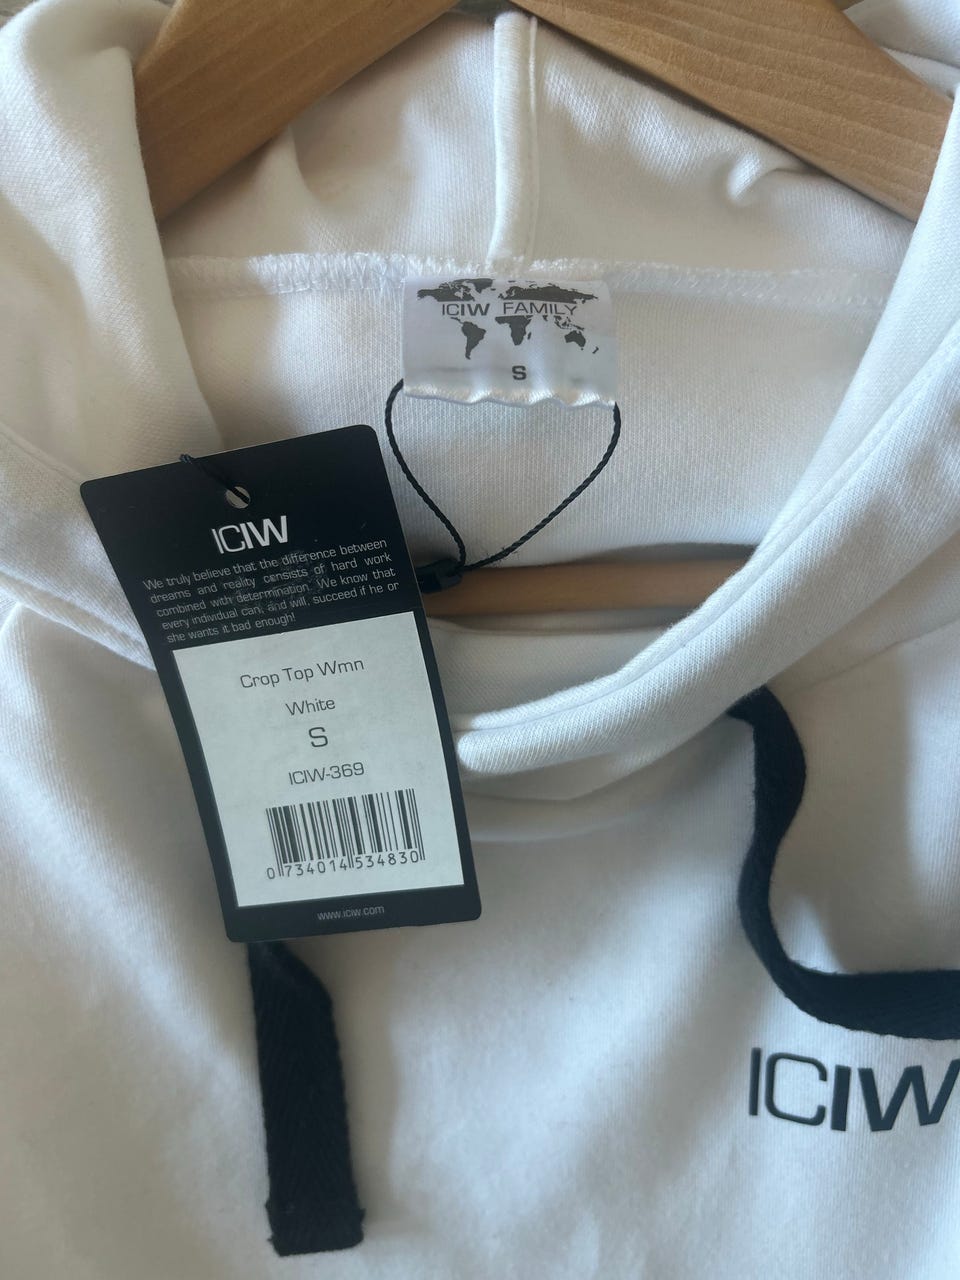 ICIW FAMILY
S
ICIW
We truly believe that the difference between
dreams and reality consists of hard work
combined with determination. We know that
every individual can, and will, succeed if he or
she wants it bad enough!
Crop Top Wmn
White
S
ICIW-369
0 734014 534830
www.iciw.com
ICIW